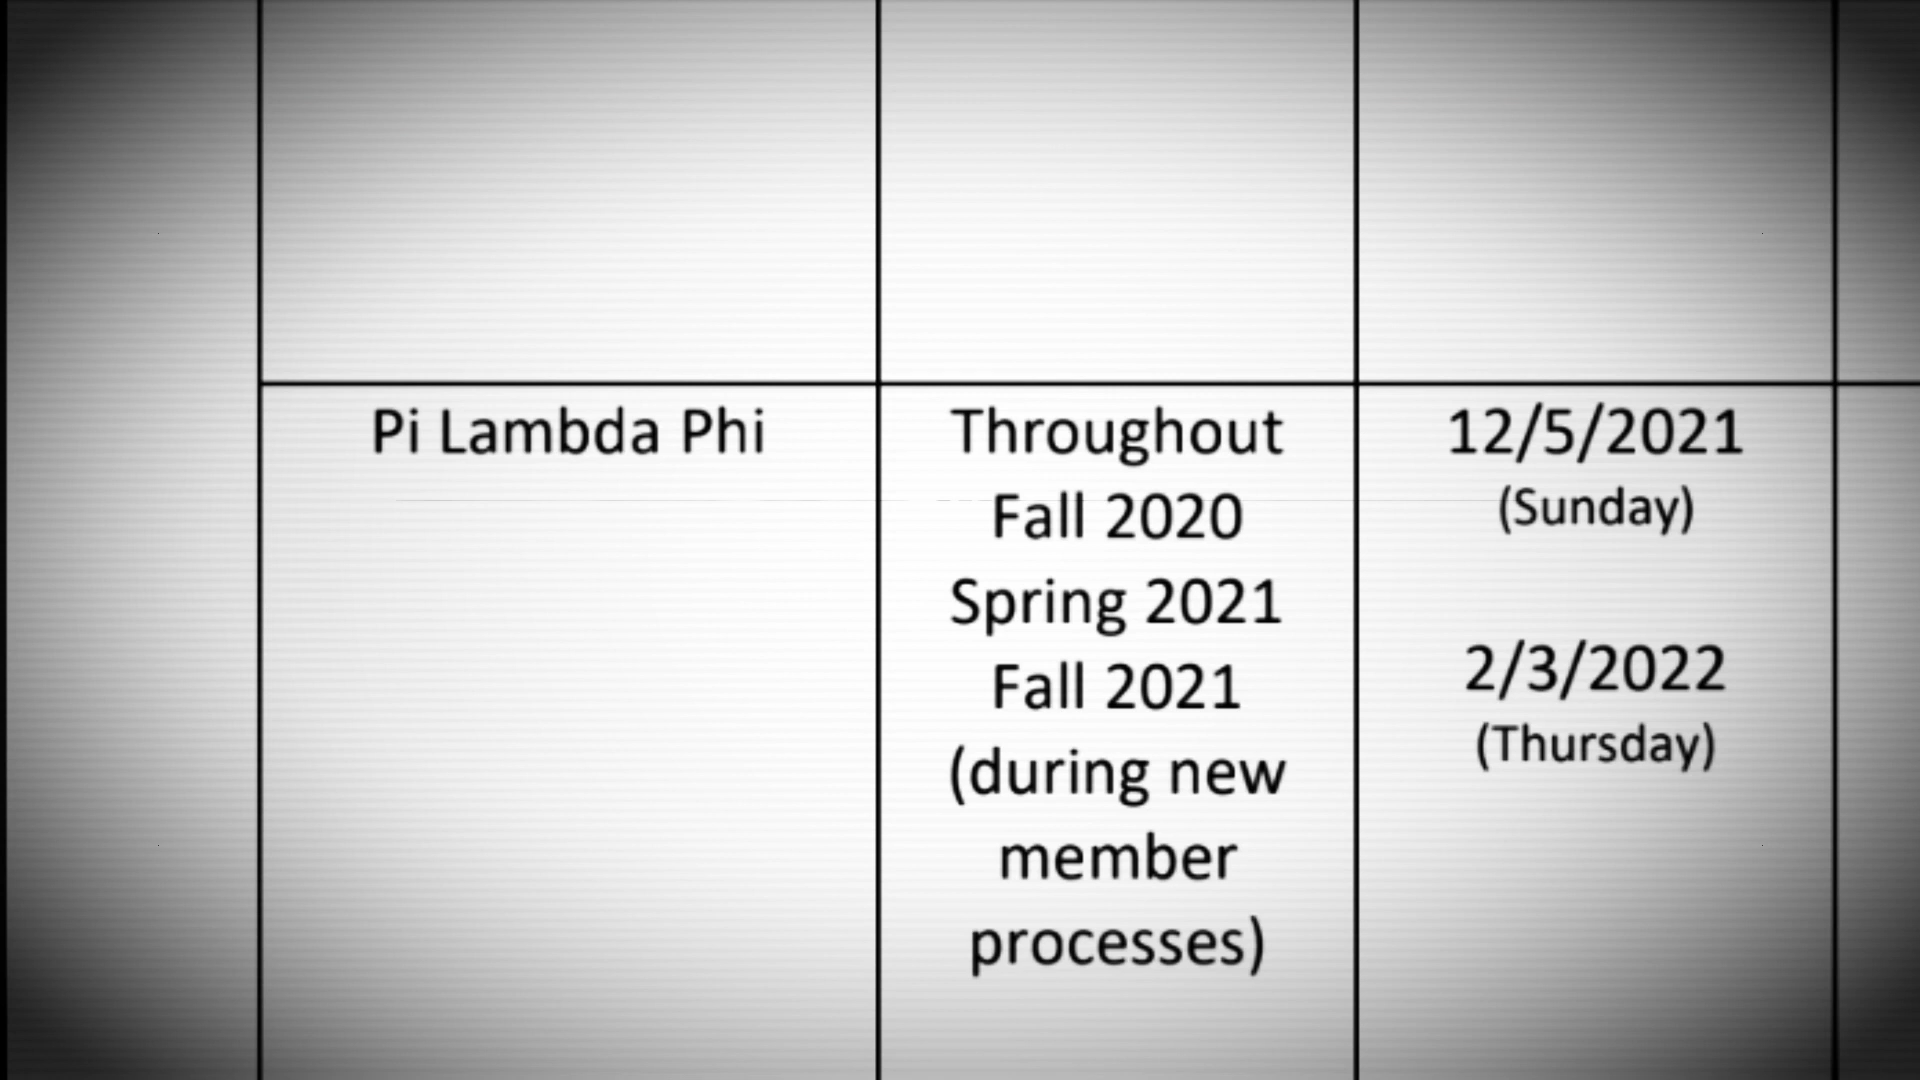 Pi Lambda Phi
Throughout
Fall 2020
Spring 2021
Fall 2021
(during new
member
processes)
12/5/2021
(Sunday)
2/3/2022
(Thursday)